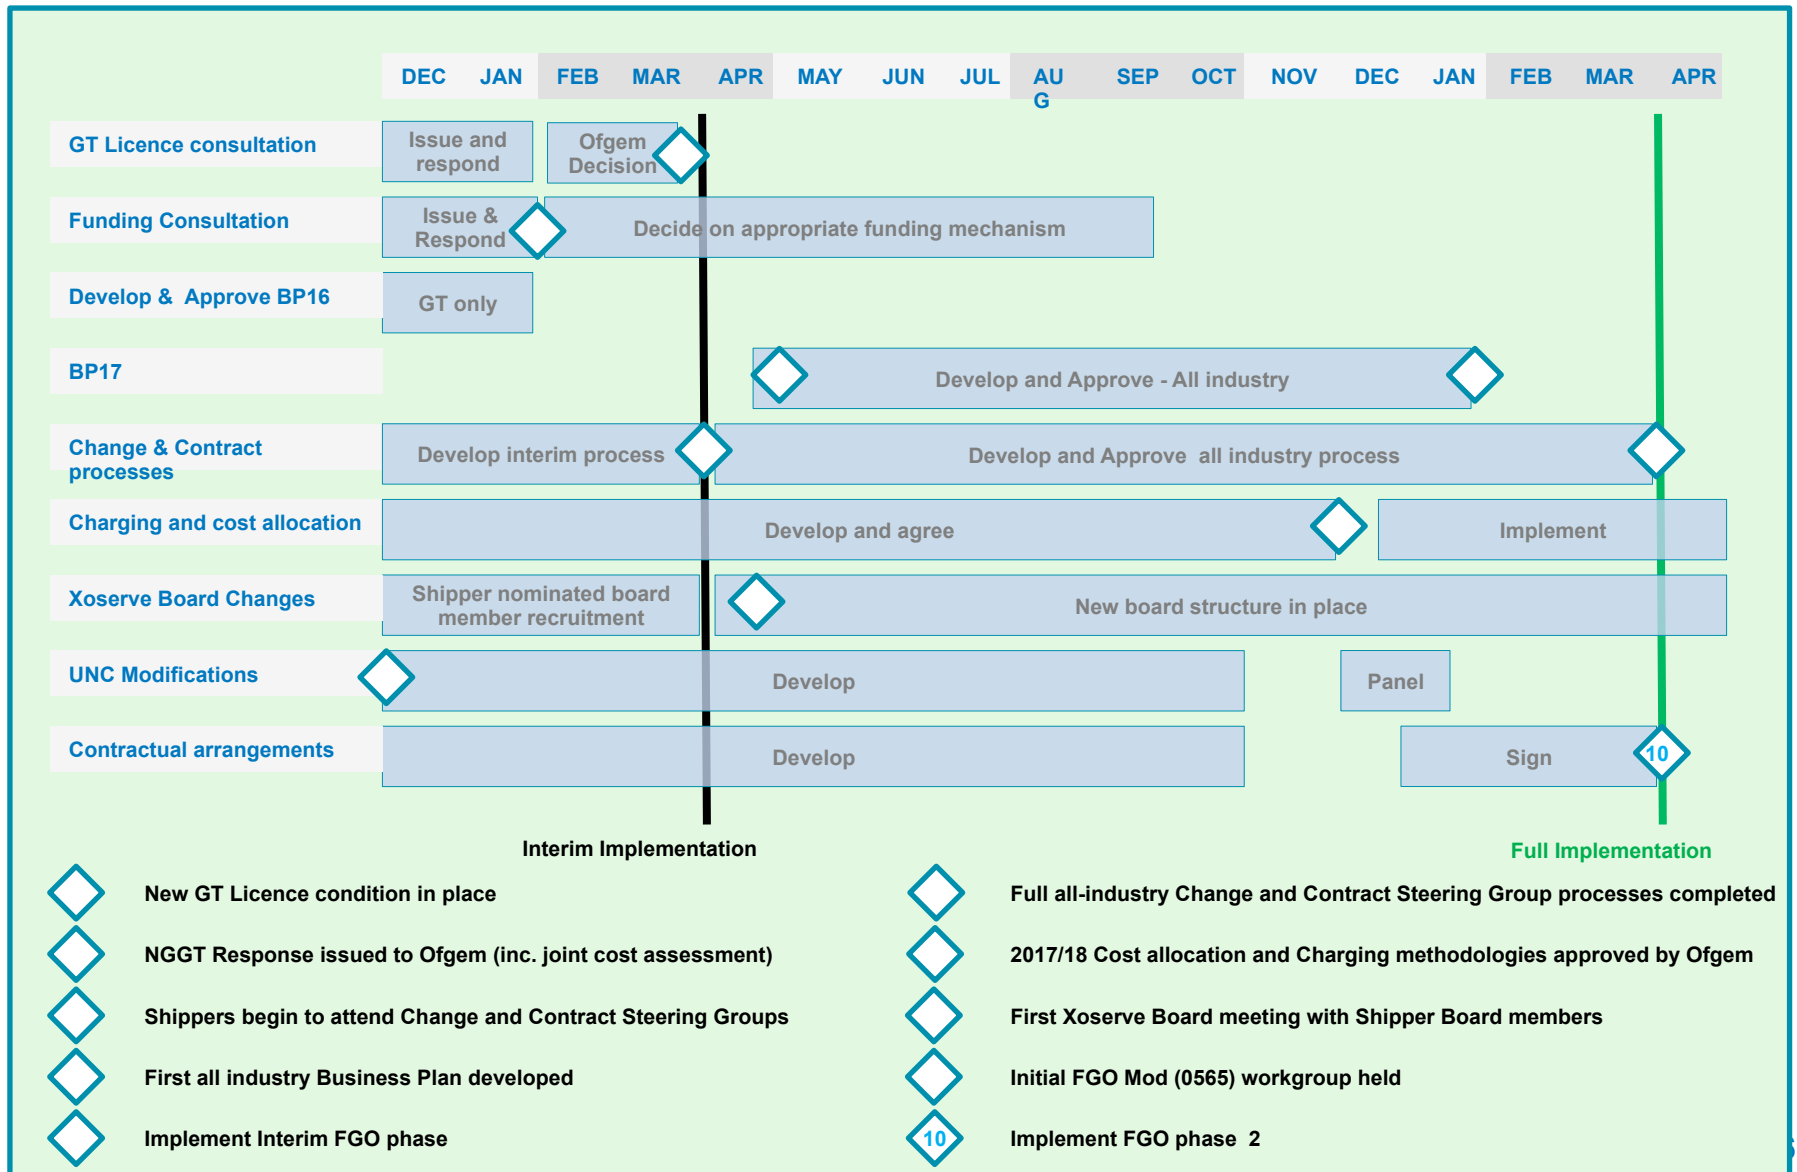 DEC JAN FEB MAR APR MAY JUN JUL AU SEP OCT NOV DEC JAN FEB MAR APR
G
GT Licence consultation
Issue and
respond
Ofgem
Decision
Funding Consultation
Issue &
Respond
Decide on appropriate funding mechanism
Develop & Approve BP16
GT only
BP17
Develop and Approve - All industry
Change & Contract
processes
Develop interim process
Develop and Approve all industry process
Charging and cost allocation
Develop and agree
Implement
Xoserve Board Changes
Shipper nominated board
member recruitment
New board structure in place
UNC Modifications
Develop
Panel
Contractual arrangements
Develop
Sign
10
Interim Implementation
Full Implementation
New GT Licence condition in place
Full all-industry Change and Contract Steering Group processes completed
NGGT Response issued to Ofgem (inc. joint cost assessment)
2017/18 Cost allocation and Charging methodologies approved by Ofgem
Shippers begin to attend Change and Contract Steering Groups
First Xoserve Board meeting with Shipper Board members
First all industry Business Plan developed
Initial FGO Mod (0565) workgroup held
Implement Interim FGO phase
10
Implement FGO phase 2